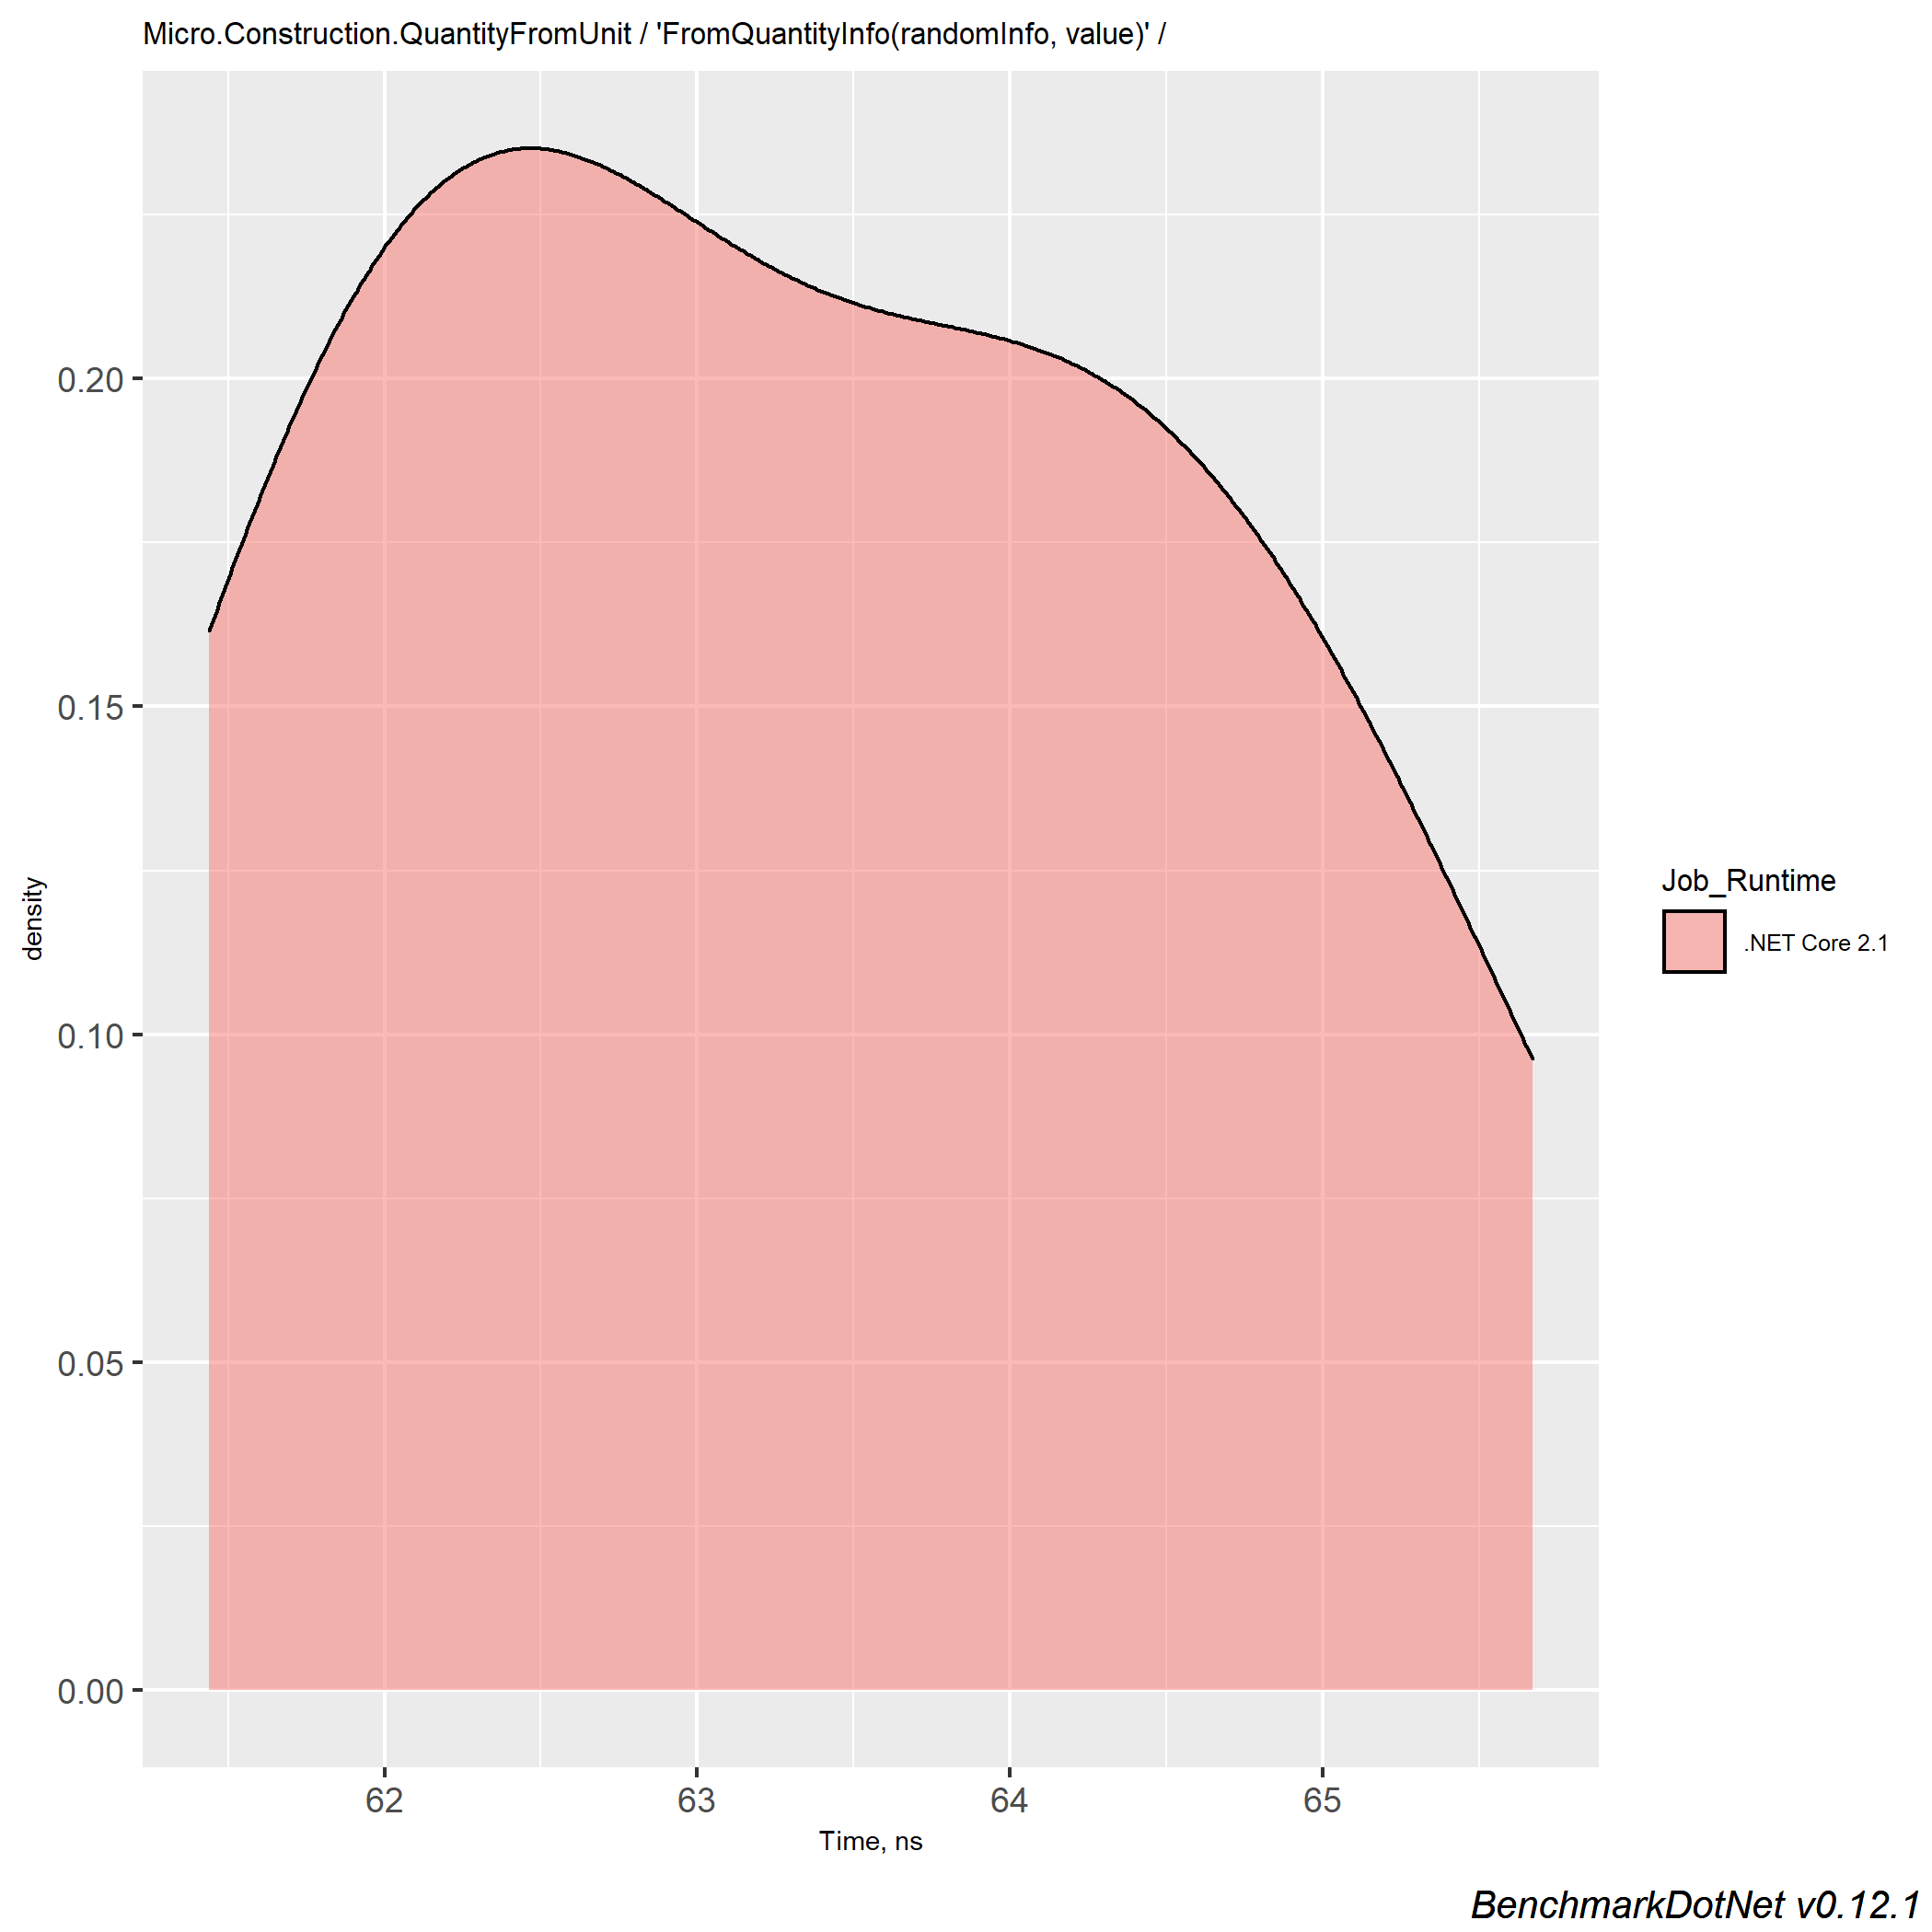 Micro.Construction.QuantityFromUnit / 'FromQuantityInfo(randomInfo, value)' /
density
0.20
0.15
0.10
0.05
0.00
62 63 64 65
Time, ns
Job_Runtime
.NET Core 2.1
BenchmarkDotNet v0.12.1